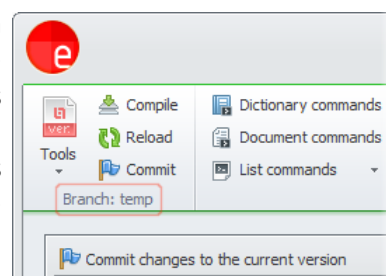 e
ver.
Tools
Compile
Reload
Commit
Dictionary commands
Document commands
List commands
Branch: temp
Commit changes to the current version